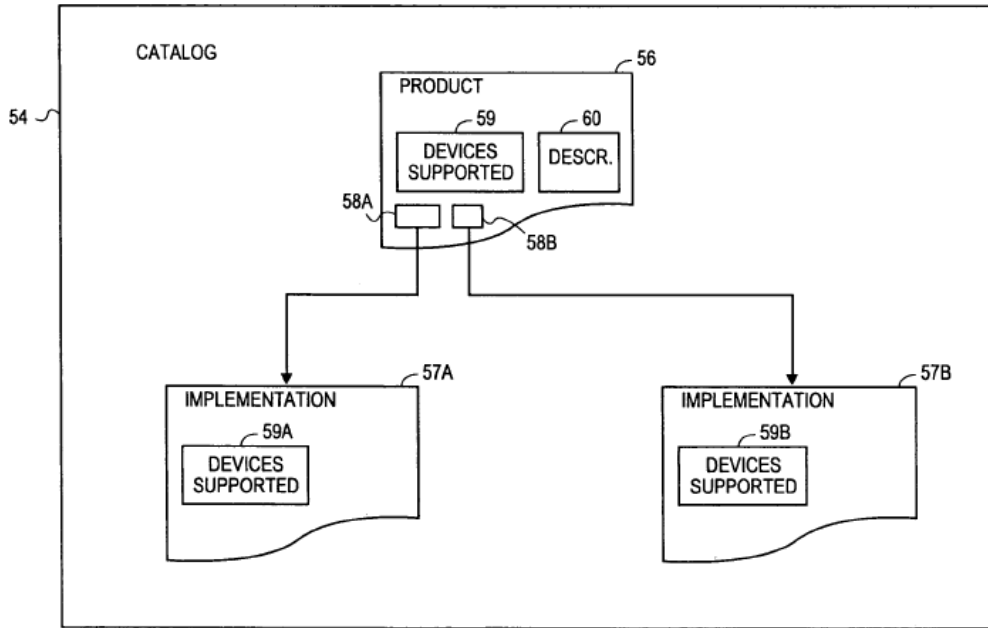 CATALOG
56
PRODUCT
54
59
60
DEVICES
SUPPORTED
DESCR.
58A
58B
57A
57B
IMPLEMENTATION
IMPLEMENTATION
59A
59B
DEVICES
SUPPORTED
DEVICES
SUPPORTED